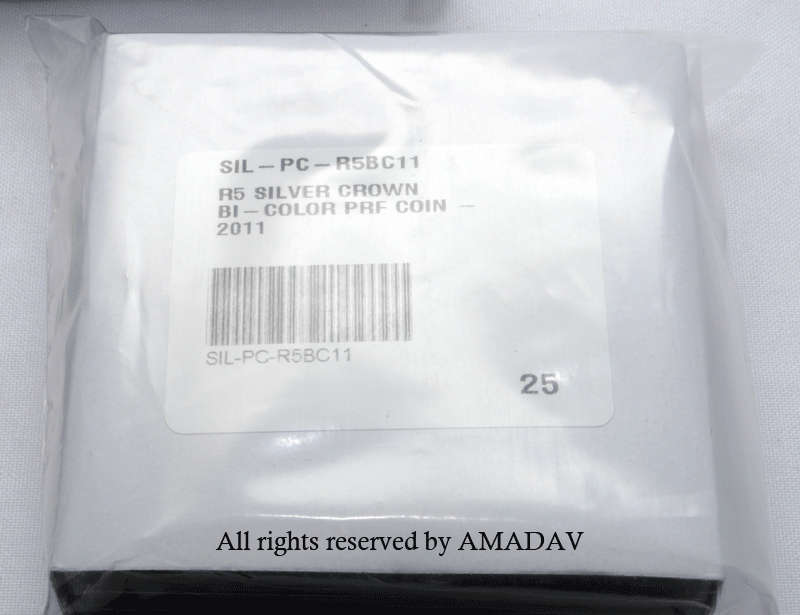 SIL-PC-R5BC11
R5 SILVER CROWN
BI-COLOR PRF COIN -
2011
SIL-PC-R5BC11
25
All rights reserved by AMADAV